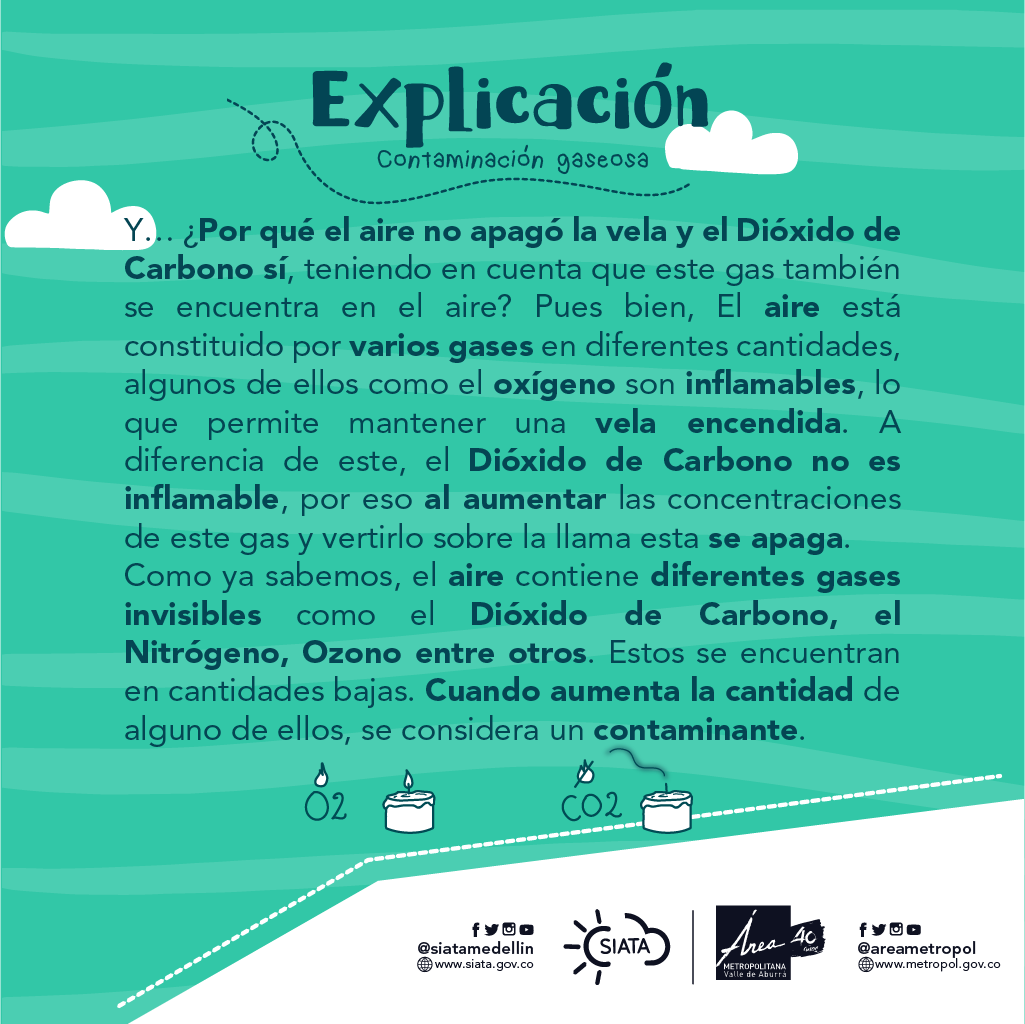 Explicación
Contaminación gaseosa
Y... ¿Por qué el aire no apagó la vela y el Dióxido de
Carbono sí, teniendo en cuenta que este gas también
se encuentra en el aire? Pues bien, El aire está
constituido por varios gases en diferentes cantidades,
algunos de ellos como el oxígeno son inflamables, lo
que permite mantener una vela encendida. A
diferencia de este, el Dióxido de Carbono no es
inflamable, por eso al aumentar las concentraciones
de este gas y vertirlo sobre la llama esta se apaga.
Como ya sabemos, el aire contiene diferentes gases
invisibles como el Dióxido de Carbono, el
Nitrógeno, Ozono entre otros. Estos se encuentran
en cantidades bajas. Cuando aumenta la cantidad de
alguno de ellos, se considera un contaminante.
O2
CO2
@siatamedellin
www.siata.gov.co
SIATA
Área 40
METROPOLITANA
Valle de Aburrá
@areametropol
www.metropol.gov.co